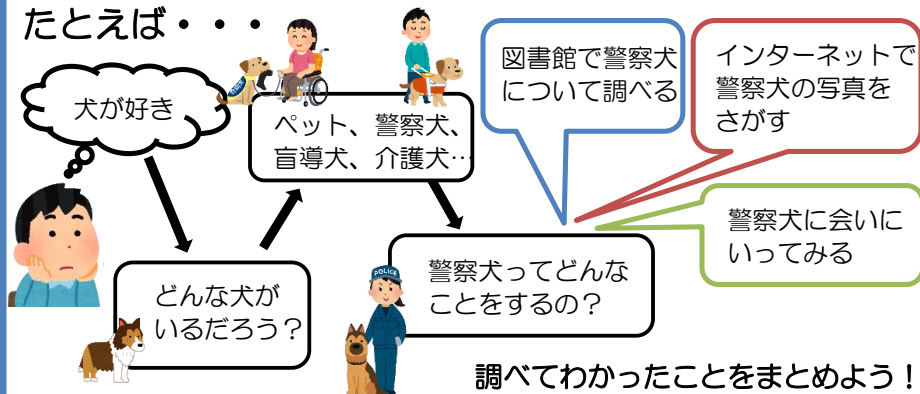 たとえば・・・
犬が好き
どんな犬が
いるだろう？
ペット、警察犬、
盲導犬、介護犬…
警察犬ってどんな
ことをするの？
POLICE
図書館で警察犬
について調べる
インターネットで
警察犬の写真を
さがす
警察犬に会いに
いってみる
調べてわかったことをまとめよう！